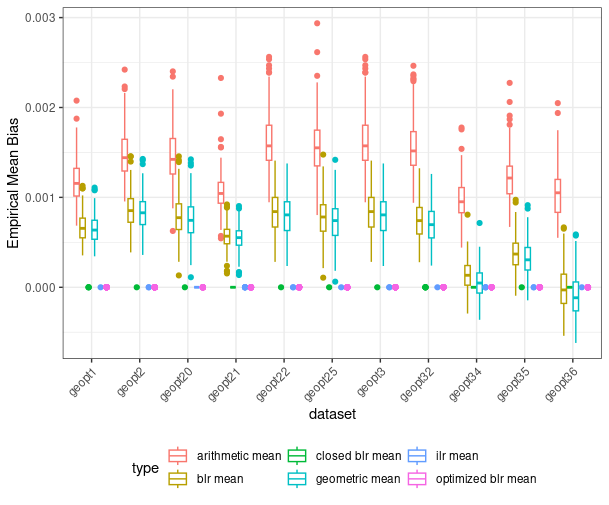 0.003
0.002
0.001
0.000
Empirical Mean Bias
geopt1 geopt2 geopt20 geopt21 geopt22 geopt25 geopt3 geopt32 geopt34 geopt35 geopt36
dataset
type
arithmetic mean closed blr mean ilr mean
blr mean geometric mean optimized blr mean